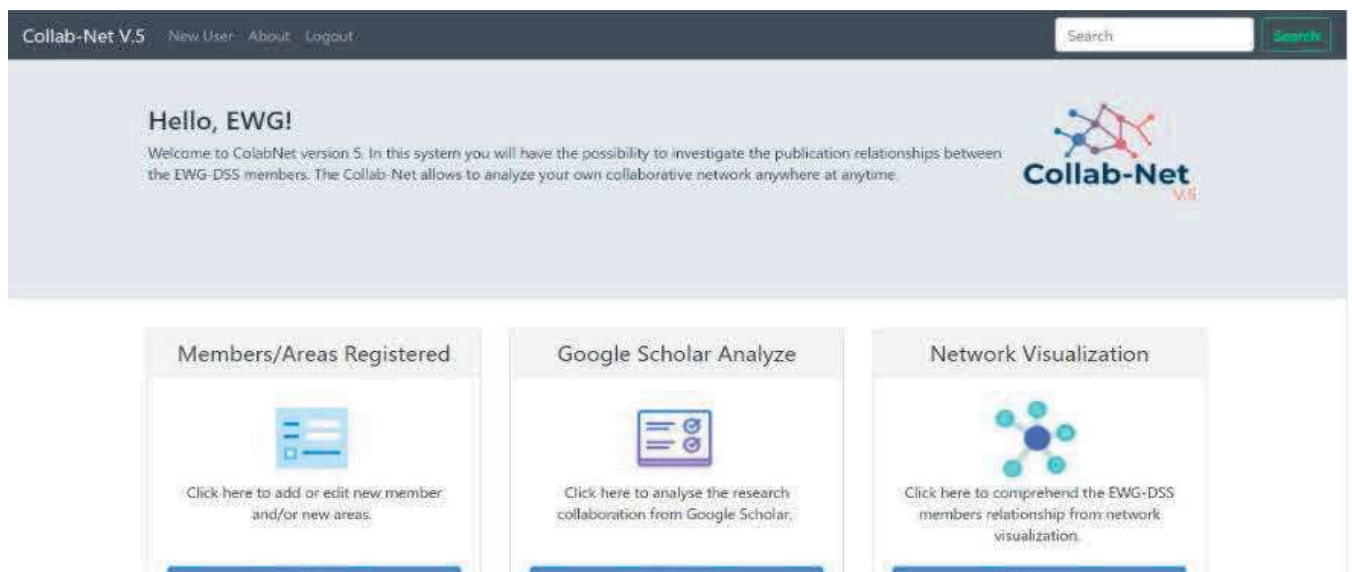 Collab-Net V.5 New User About Logout Search Search
Hello, EWG!
Welcome to ColabNet version 5. In this system you will have the possibility to investigate the publication relationships between
the EWG-DSS members. The Collab-Net allows to analyze your own collaborative network anywhere at anytime.
Collab-Net
V.5
Members/Areas Registered
Google Scholar Analyze
Network Visualization
Click here to add or edit new member
and/or new areas.
Click here to analyse the research
collaboration from Google Scholar.
Click here to comprehend the EWG-DSS
members relationship from network
visualization.